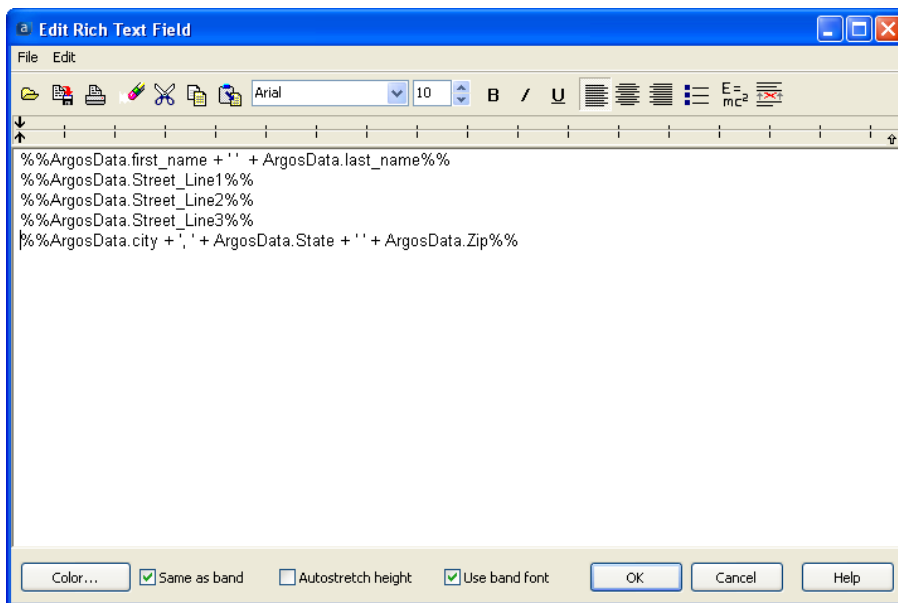 a Edit Rich Text Field
File Edit
Arial 10 B I U E= mc²
%%ArgosData.first_name + ' ' + ArgosData.last_name%%
%%ArgosData.Street_Line1%%
%%ArgosData.Street_Line2%%
%%ArgosData.Street_Line3%%
%%ArgosData.city + ', ' + ArgosData.State + ' ' + ArgosData.Zip%%
Color... Same as band Autostretch height Use band font OK Cancel Help